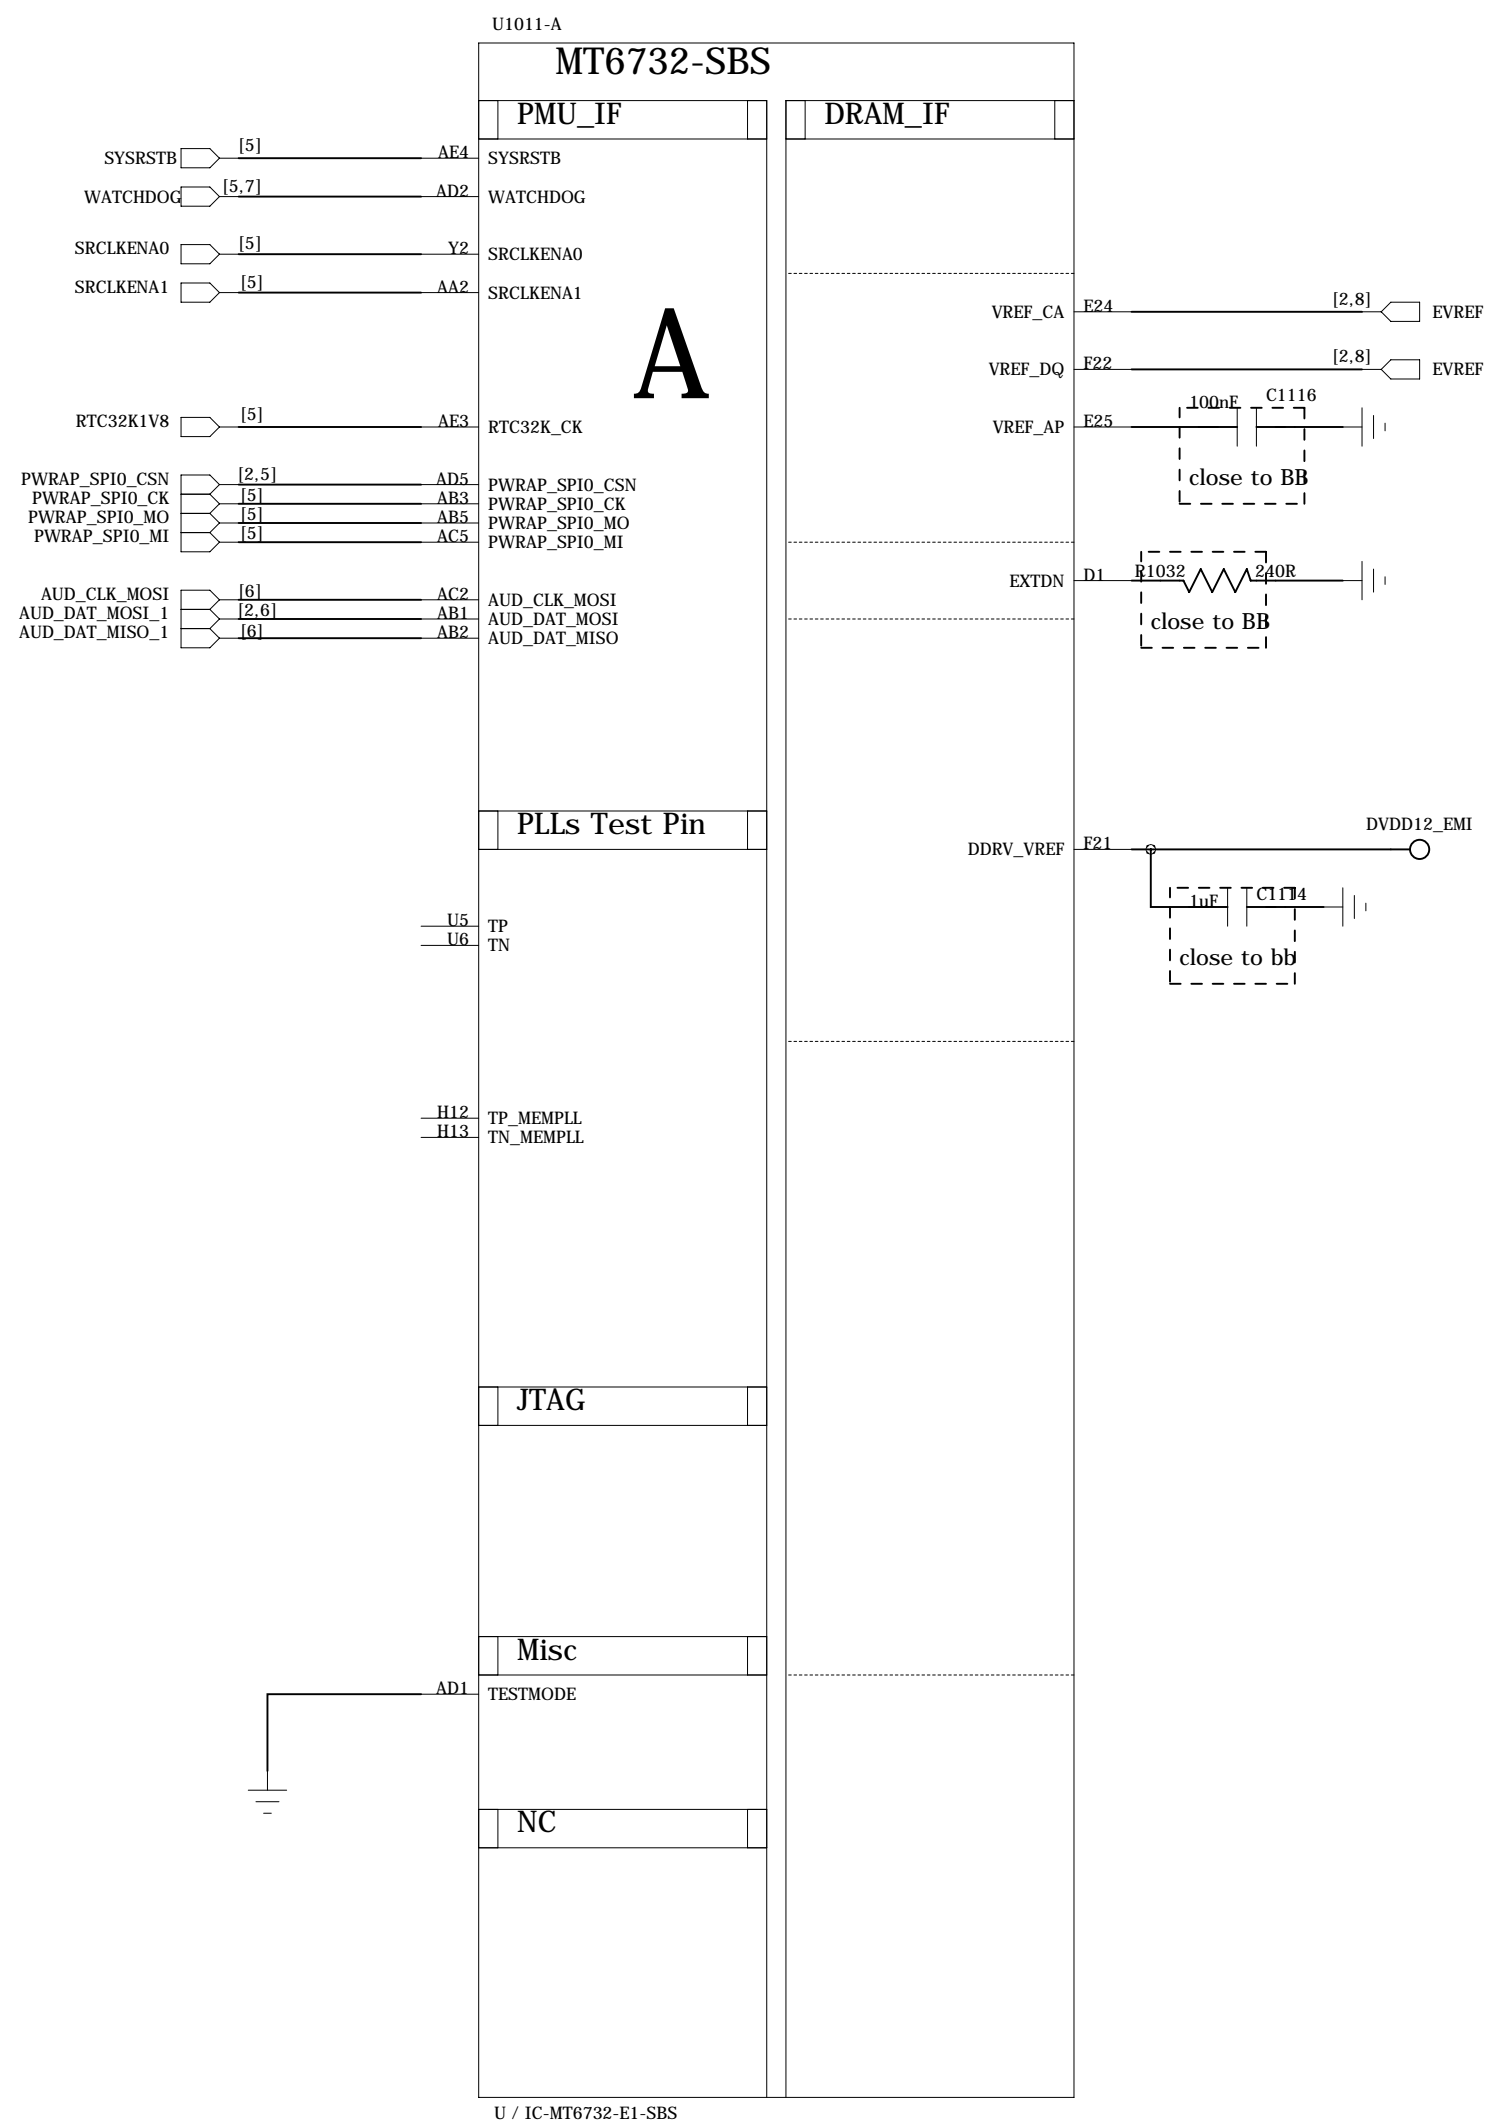 U1011-A
MT6732-SBS
PMU_IF
DRAM_IF
SYSRSTB [5] AE4 SYSRSTB
WATCHDOG [5,7] AD2 WATCHDOG
SRCLKENA0 [5] Y2 SRCLKENA0
SRCLKENA1 [5] AA2 SRCLKENA1
A
VREF_CA E24 [2,8] EVREF
VREF_DQ F22 [2,8] EVREF
100nF C1116
RTC32K1V8 [5] AE3 RTC32K_CK
VREF_AP E25
close to BB
PWRAP_SPI0_CSN [2,5] AD5 PWRAP_SPI0_CSN
PWRAP_SPI0_CK [5] AB3 PWRAP_SPI0_CK
PWRAP_SPI0_MO [5] AB5 PWRAP_SPI0_MO
PWRAP_SPI0_MI [5] AC5 PWRAP_SPI0_MI
EXTDN D1 R1032 240R
close to BB
AUD_CLK_MOSI [6] AC2 AUD_CLK_MOSI
AUD_DAT_MOSI_1 [2,6] AB1 AUD_DAT_MOSI
AUD_DAT_MISO_1 [6] AB2 AUD_DAT_MISO
PLLs Test Pin
DVDD12_EMI
DDRV_VREF F21
1uF C1114
close to bb
U5 TP
U6 TN
H12 TP_MEMPLL
H13 TN_MEMPLL
JTAG
Misc
AD1 TESTMODE
NC
U / IC-MT6732-E1-SBS